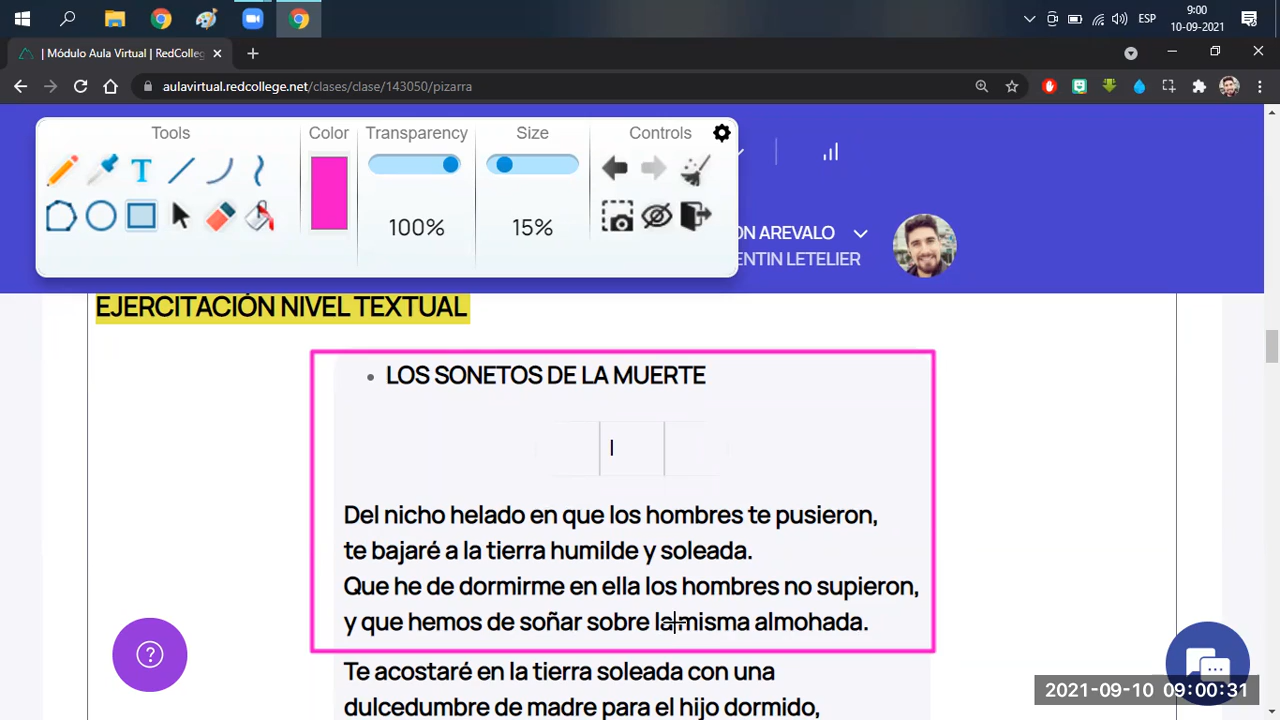 9:00
ESP
10-09-2021
| Módulo Aula Virtual | RedColleg
aulavirtual.redcollege.net/clases/clase/143050/pizarra
Tools
Color
Transparency
Size
Controls
T
100%
15%
ON AREVALO
ENTIN LETELIER
EJERCITACIÓN NIVEL TEXTUAL
• LOS SONETOS DE LA MUERTE
I
Del nicho helado en que los hombres te pusieron,
te bajaré a la tierra humilde y soleada.
Que he de dormirme en ella los hombres no supieron,
y que hemos de soñar sobre la misma almohada.
Te acostaré en la tierra soleada con una
dulcedumbre de madre para el hijo dormido,
2021-09-10 09:00:31